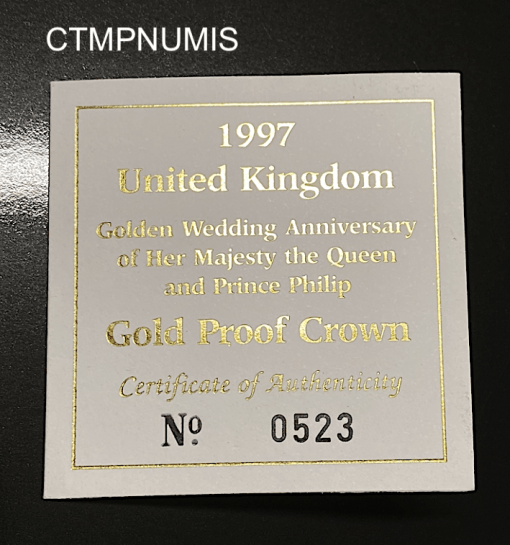 CTMPNUMIS
1997
United Kingdom
Golden Wedding Anniversary
of Her Majesty the Queen
and Prince Philip
Gold Proof Crown
Certificate of Authenticity
Nº 0523